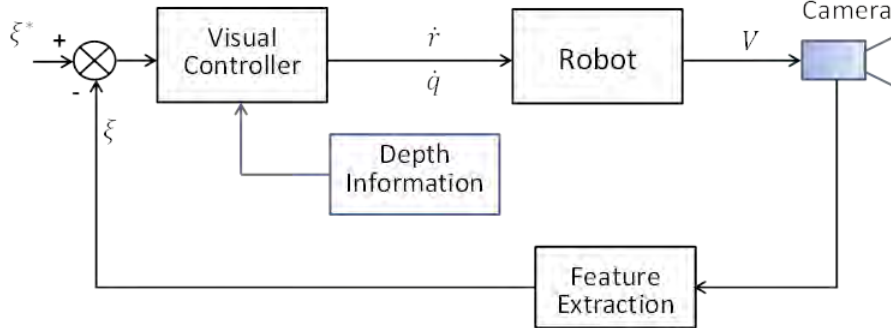 Camera
ξ*
+
-
ξ
Visual
Controller
ṙ
q̇
Robot
V
Depth
Information
Feature
Extraction